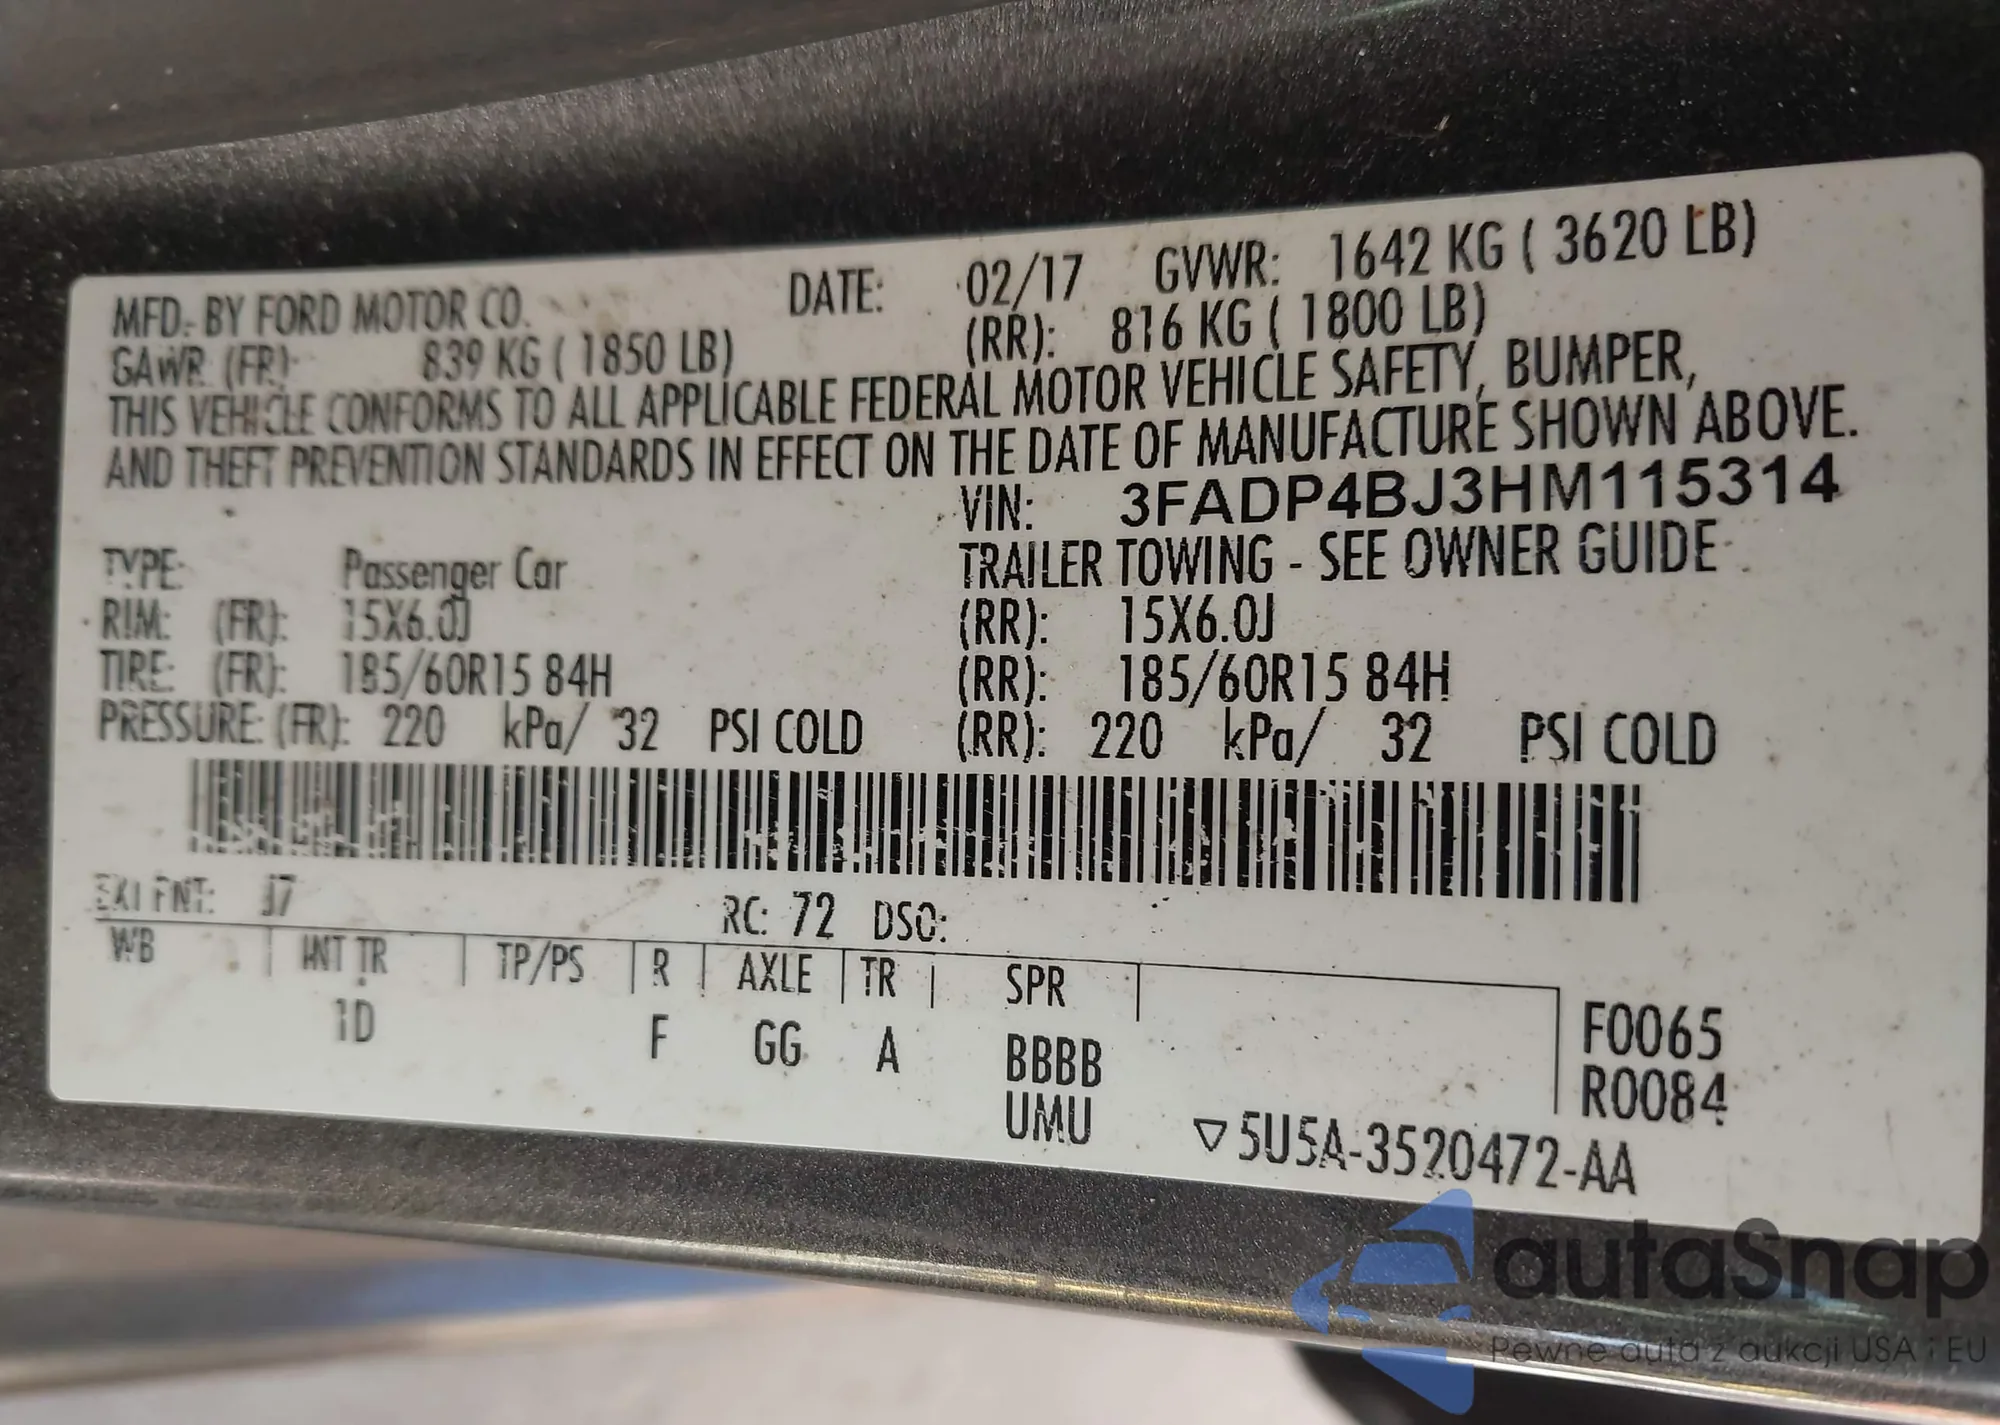 MFD. BY FORD MOTOR CO. DATE: 02/17 GVWR: 1642 KG ( 3620 LB)
GAWR (FR): 839 KG ( 1850 LB) (RR): 816 KG ( 1800 LB)
THIS VEHICLE CONFORMS TO ALL APPLICABLE FEDERAL MOTOR VEHICLE SAFETY, BUMPER,
AND THEFT PREVENTION STANDARDS IN EFFECT ON THE DATE OF MANUFACTURE SHOWN ABOVE.
VIN: 3FADP4BJ3HM115314
TYPE: Passenger Car TRAILER TOWING - SEE OWNER GUIDE
RIM: (FR): 15X6.0J (RR): 15X6.0J
TIRE: (FR): 185/60R15 84H (RR): 185/60R15 84H
PRESSURE: (FR): 220 kPa/ 32 PSI COLD (RR): 220 kPa/ 32 PSI COLD
EXT PNT: J7 RC: 72 DSO:
WB INT TR TP/PS R AXLE TR SPR
1D F GG A BBBB F0065
UMU R0084
▽5U5A-3520472-AA
autaSnap
Pewne auta z aukcji USA i EU